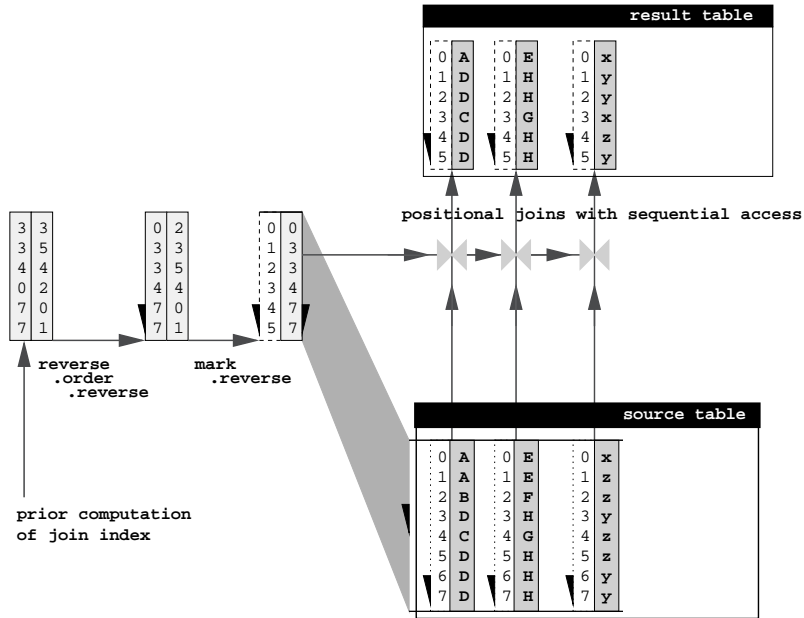 result table
0 A 0 E 0 x
1 D 1 H 1 y
2 D 2 H 2 y
3 C 3 G 3 x
4 D 4 H 4 z
5 D 5 H 5 y
positional joins with sequential access
3 3 0 2 0 0
3 5 3 3 1 3
4 4 3 5 2 3
0 2 4 4 3 4
7 0 7 0 4 7
7 1 7 1 5 7
reverse
.order
.reverse
mark
.reverse
prior computation
of join index
source table
0 A 0 E 0 x
1 A 1 E 1 z
2 B 2 F 2 z
3 D 3 H 3 y
4 C 4 G 4 z
5 D 5 H 5 z
6 D 6 H 6 y
7 D 7 H 7 y